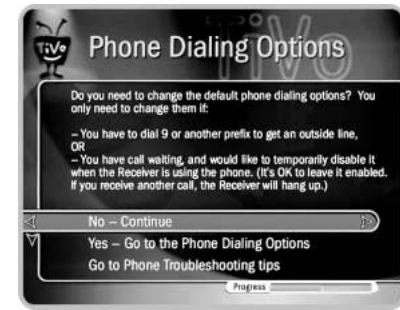 TiVo
Phone Dialing Options
Do you need to change the default phone dialing options? You
only need to change them if:
– You have to dial 9 or another prefix to get an outside line,
OR
– You have call waiting, and would like to temporarily disable it
when the Receiver is using the phone. (It's OK to leave it enabled.
If you receive another call, the Receiver will hang up.)
No – Continue
Yes – Go to the Phone Dialing Options
Go to Phone Troubleshooting tips
Progress